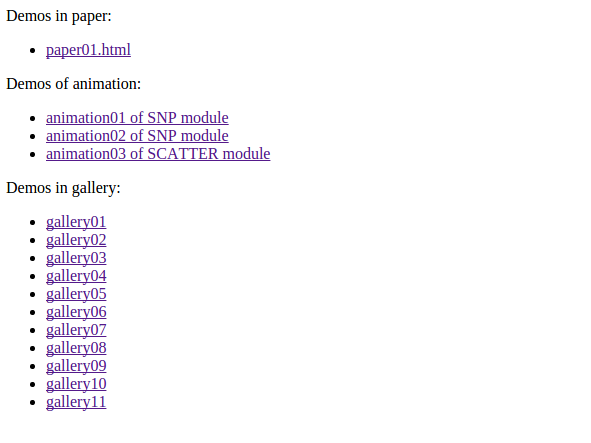 Demos in paper:
paper01.html
Demos of animation:
animation01 of SNP module
animation02 of SNP module
animation03 of SCATTER module
Demos in gallery:
gallery01
gallery02
gallery03
gallery04
gallery05
gallery06
gallery07
gallery08
gallery09
gallery10
gallery11